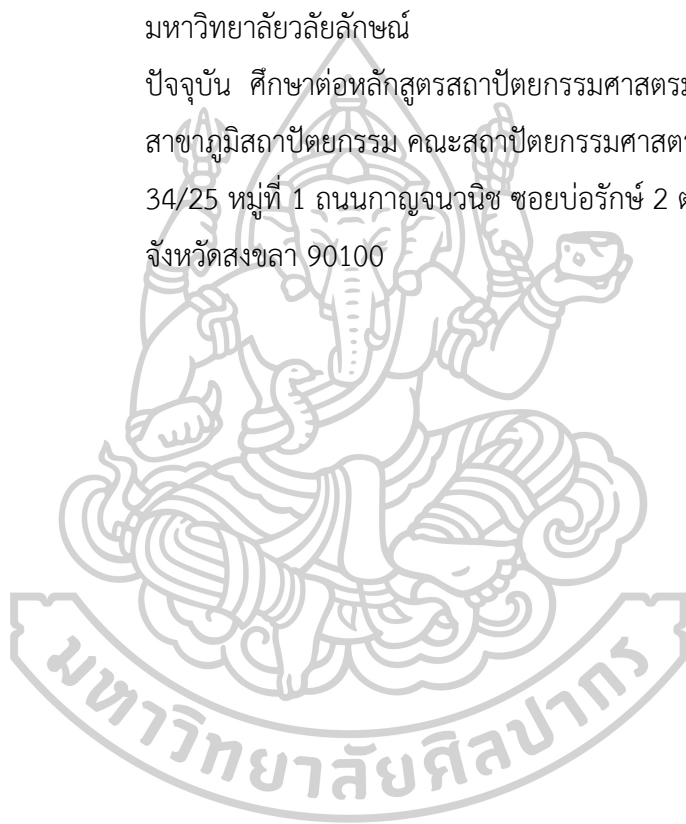 มหาวิทยาลัยวลัยลักษณ์
ปัจจุบัน ศึกษาต่อหลักสูตรสถาปัตยกรรมศาสตรม
สาขาภูมิสถาปัตยกรรม คณะสถาปัตยกรรมศาสตร
34/25 หมู่ที่ 1 ถนนกาญจนวนิช ซอยบ่อรักษ์ 2 ต
จังหวัดสงขลา 90100
มหาวิทยาลัยศิลปากร